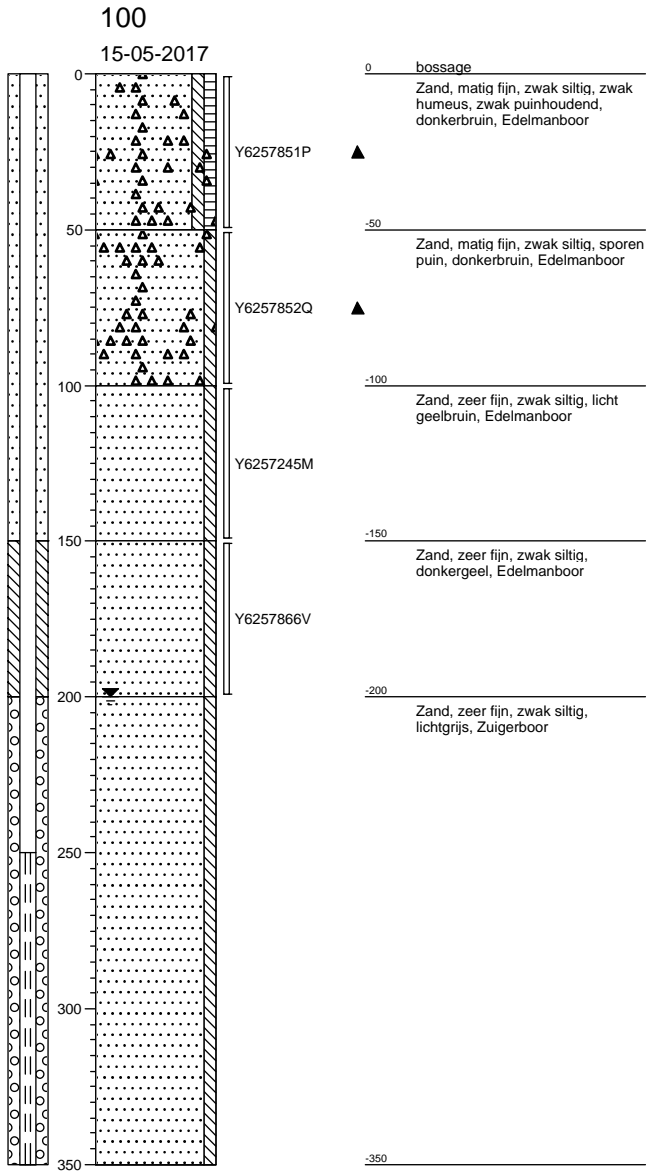 100
15-05-2017
0
50
100
150
200
250
300
350
Y6257851P
Y6257852Q
Y6257245M
Y6257866V
0
bossage
Zand, matig fijn, zwak siltig, zwak
humeus, zwak puinhoudend,
donkerbruin, Edelmanboor
-50
Zand, matig fijn, zwak siltig, sporen
puin, donkerbruin, Edelmanboor
-100
Zand, zeer fijn, zwak siltig, licht
geelbruin, Edelmanboor
-150
Zand, zeer fijn, zwak siltig,
donkergeel, Edelmanboor
-200
Zand, zeer fijn, zwak siltig,
lichtgrijs, Zuigerboor
-350